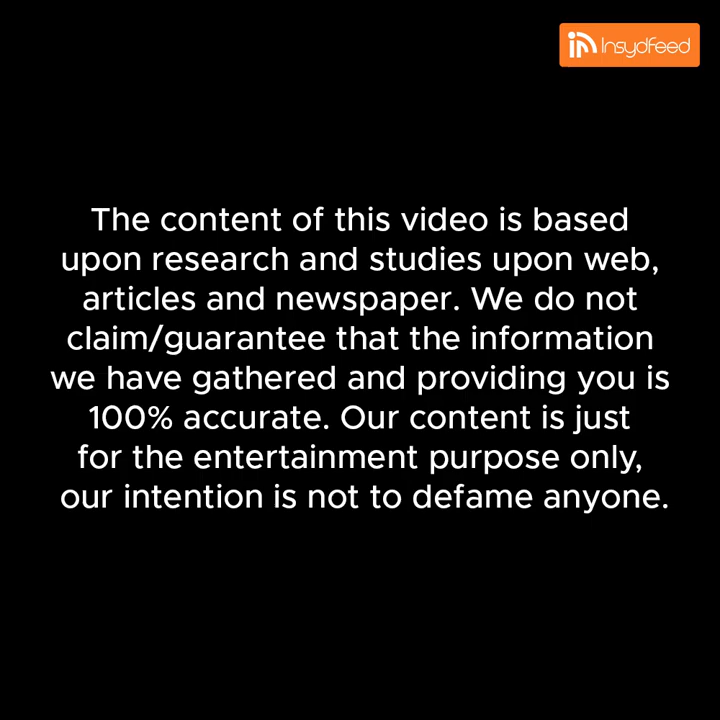 Insydfeed
The content of this video is based
upon research and studies upon web,
articles and newspaper. We do not
claim/guarantee that the information
we have gathered and providing you is
100% accurate. Our content is just
for the entertainment purpose only,
our intention is not to defame anyone.